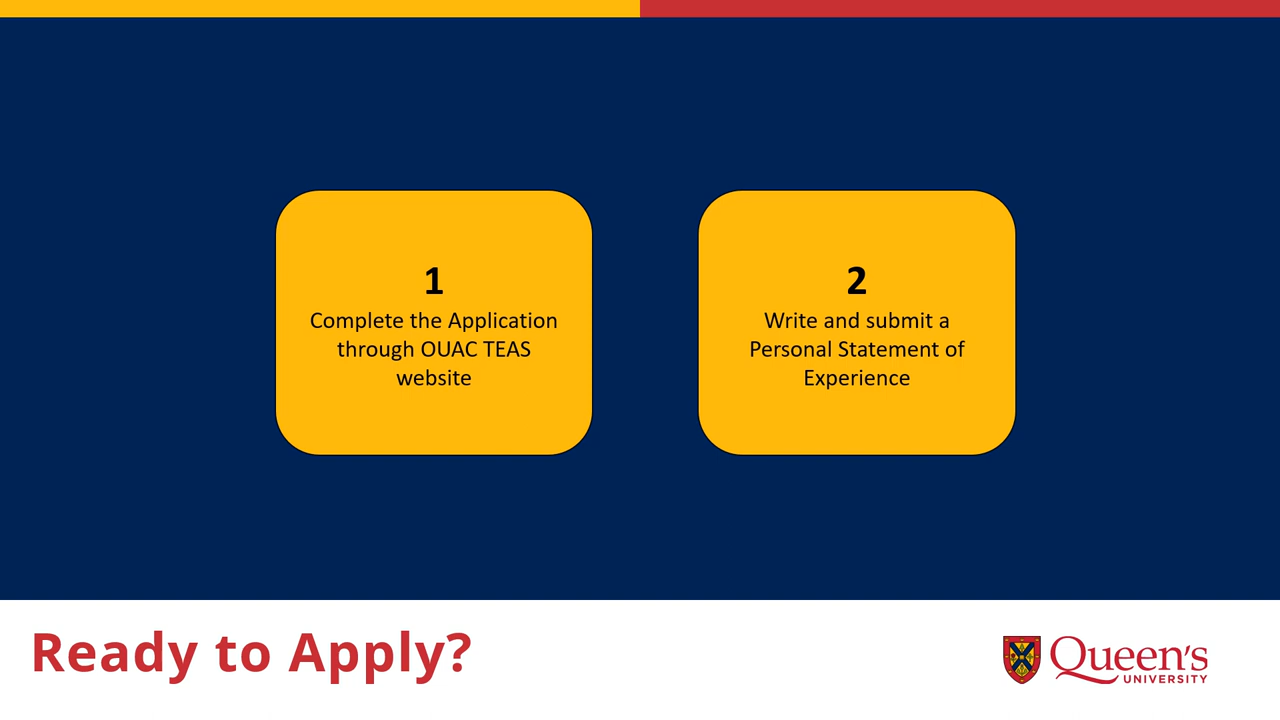 1
Complete the Application
through OUAC TEAS
website
2
Write and submit a
Personal Statement of
Experience
Ready to Apply?
Queen's
UNIVERSITY